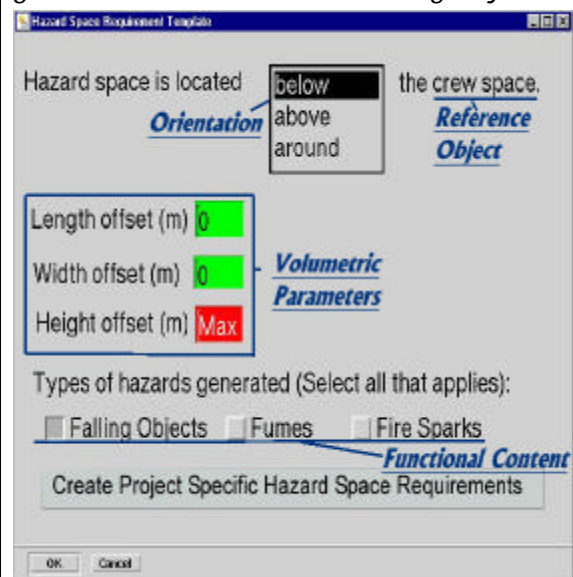 Hazard Space Requirement Template
Hazard space is located below the crew space.
Orientation above Reference
around Object
Length offset (m) 0
Width offset (m) 0 Volumetric
Parameters
Height offset (m) Max
Types of hazards generated (Select all that applies):
Falling Objects Fumes Fire Sparks
Functional Content
Create Project Specific Hazard Space Requirements
OK Cancel